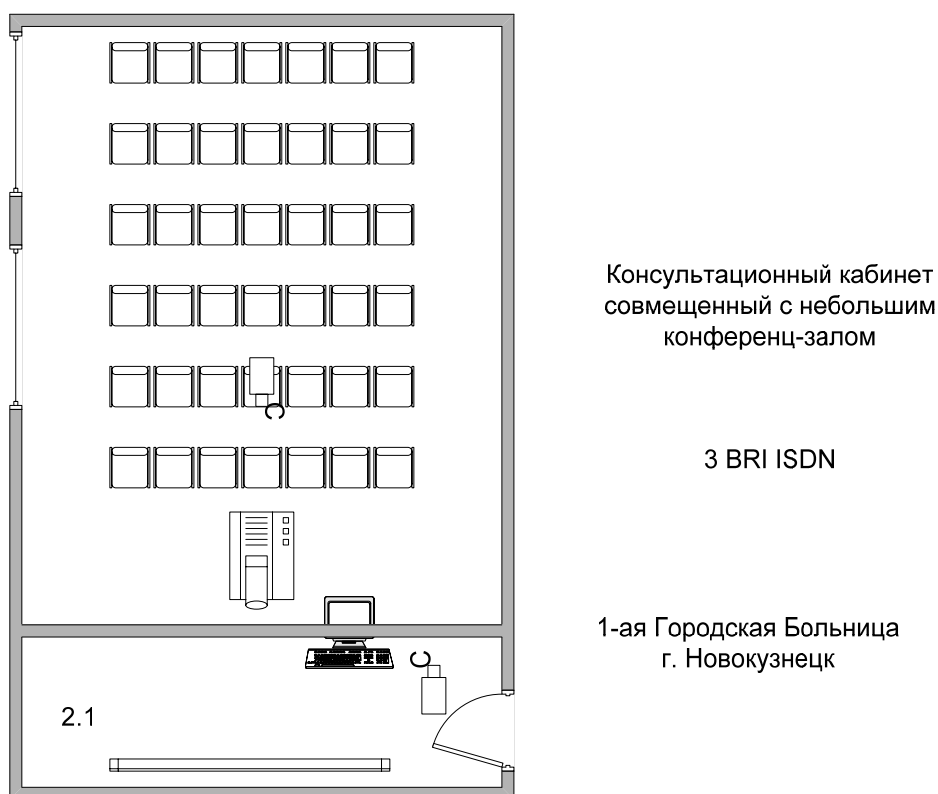 Консультационный кабинет
совмещенный с небольшим
конференц-залом
3 BRI ISDN
1-ая Городская Больница
г. Новокузнецк
2.1